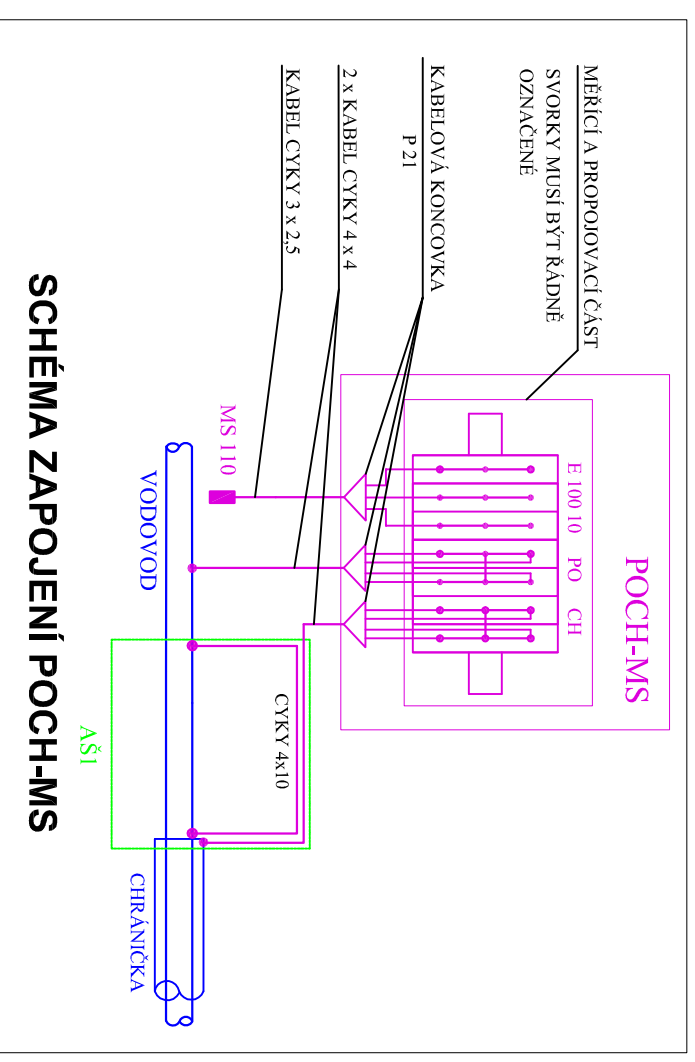 POCH-MS
MĚŘÍCÍ A PROPOJOVACÍ ČÁST
SVORKY MUSÍ BÝT ŘÁDNĚ
OZNAČENÉ
E 100 10 PO CH
KABELOVÁ KONCOVKA
P 21
2 x KABEL CYKY 4 x 4
KABEL CYKY 3 x 2,5
MS 110
CYKY 4x10
VODOVOD
CHRÁNIČKA
AŠ1
SCHÉMA ZAPOJENÍ POCH-MS